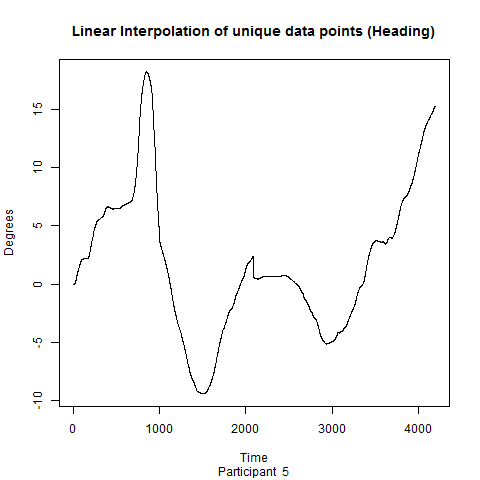 Linear Interpolation of unique data points (Heading)
Degrees
15
10
5
0
-5
-10
0 1000 2000 3000 4000
Time
Participant 5